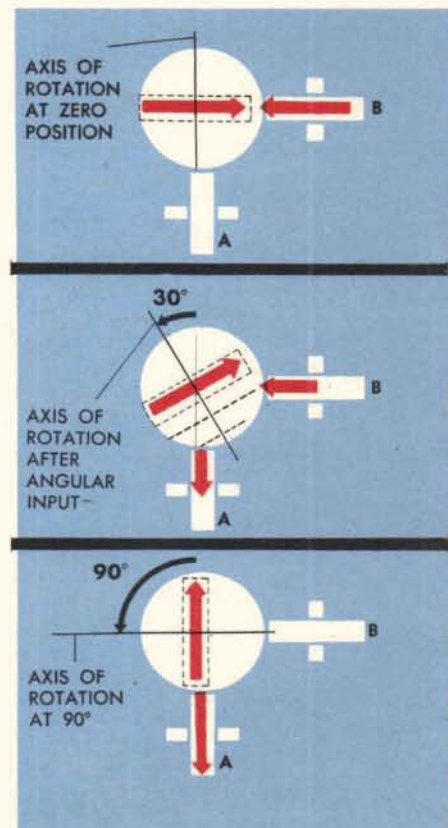 AXIS OF
ROTATION
AT ZERO
POSITION
B
A
30°
B
AXIS OF
ROTATION
AFTER
ANGULAR
INPUT–
A
90°
B
AXIS OF
ROTATION
AT 90°
A